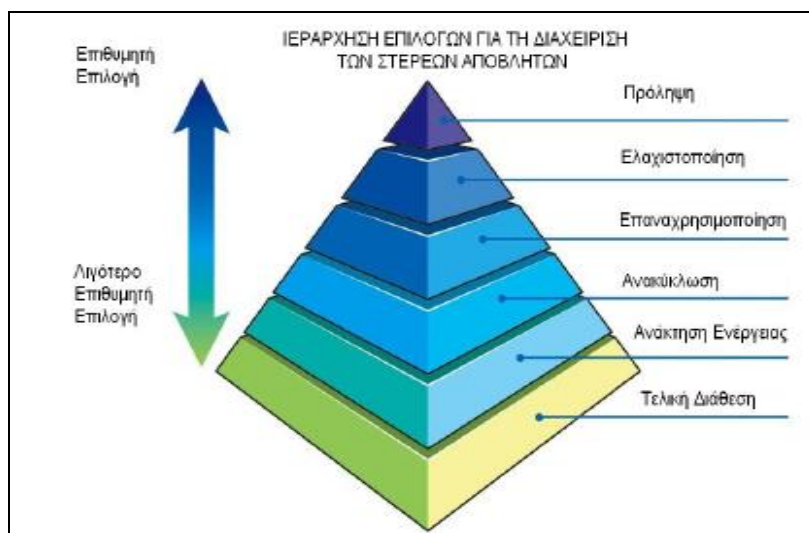 ΙΕΡΑΡΧΗΣΗ ΕΠΙΛΟΓΩΝ ΓΙΑ ΤΗ ΔΙΑΧΕΙΡΙΣΗ
ΤΩΝ ΣΤΕΡΕΩΝ ΑΠΟΒΛΗΤΩΝ
Επιθυμητή
Επιλογή
Πρόληψη
Ελαχιστοποίηση
Επαναχρησιμοποίηση
Λιγότερο
Επιθυμητή
Επιλογή
Ανακύκλωση
Ανάκτηση Ενέργειας
Τελική Διάθεση